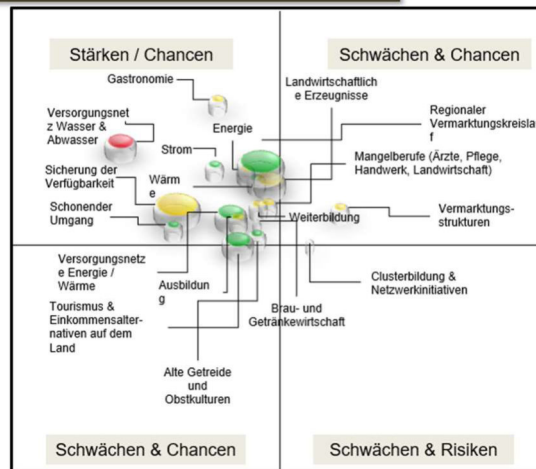 Stärken / Chancen
Schwächen & Chancen
Gastronomie
Landwirtschaftlich
e Erzeugnisse
Versorgungsnet
z Wasser &
Abwasser
Energie
Regionaler
Vermarktungskreislau
f
Strom
Mangelberufe (Ärzte, Pflege,
Handwerk, Landwirtschaft)
Sicherung der
Verfügbarkeit
Wärm
e
Schonender
Umgang
Weiterbildung
Vermarktungs-
strukturen
Versorgungsnetz
e Energie /
Wärme
Ausbildun
g
Clusterbildung &
Netzwerkinitiativen
Tourismus &
Einkommensalter-
nativen auf dem
Land
Brau- und
Getränkewirtschaft
Alte Getreide
und
Obstkulturen
Schwächen & Chancen
Schwächen & Risiken